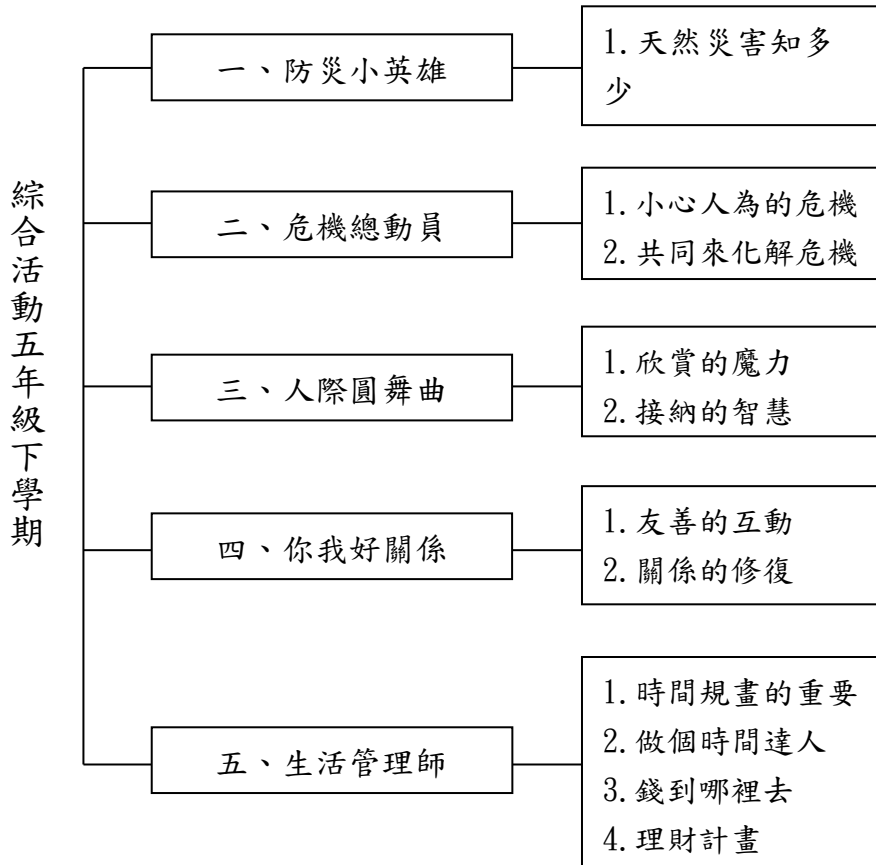 綜合活動五年級下學期
一、防災小英雄
1.天然災害知多
少
二、危機總動員
1.小心人為的危機
2.共同來化解危機
三、人際圓舞曲
1.欣賞的魔力
2.接納的智慧
四、你我好關係
1.友善的互動
2.關係的修復
五、生活管理師
1.時間規畫的重要
2.做個時間達人
3.錢到哪裡去
4.理財計畫